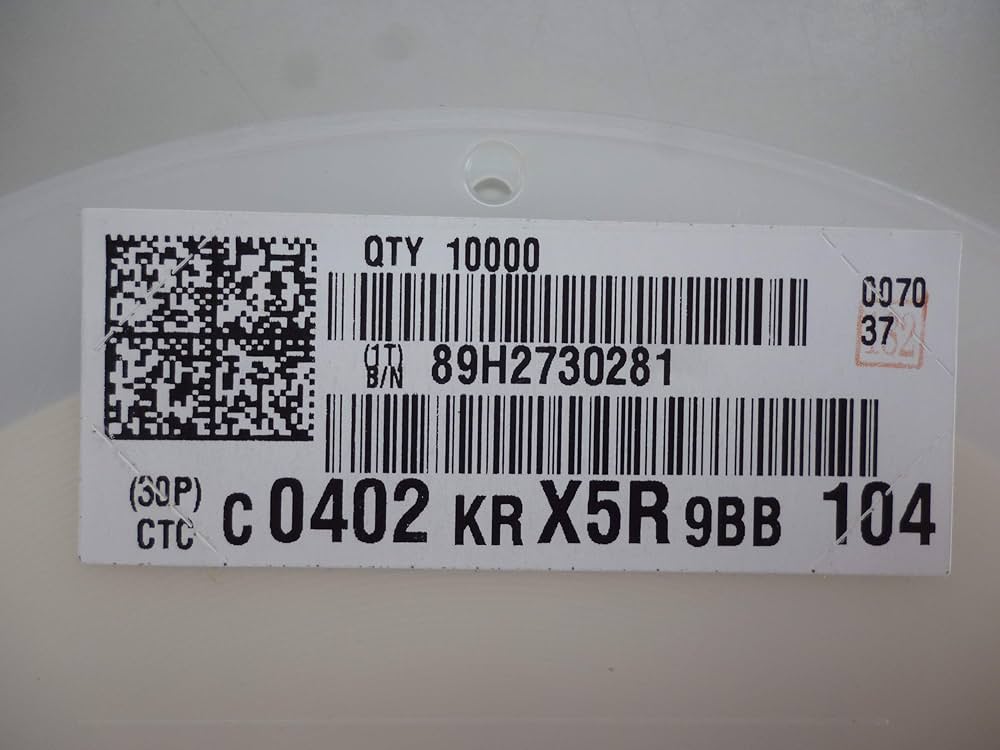 QTY 10000
0070
37
(1T)
B/N 89H2730281
(30P)
CTC C 0402 KR X5R 9BB 104